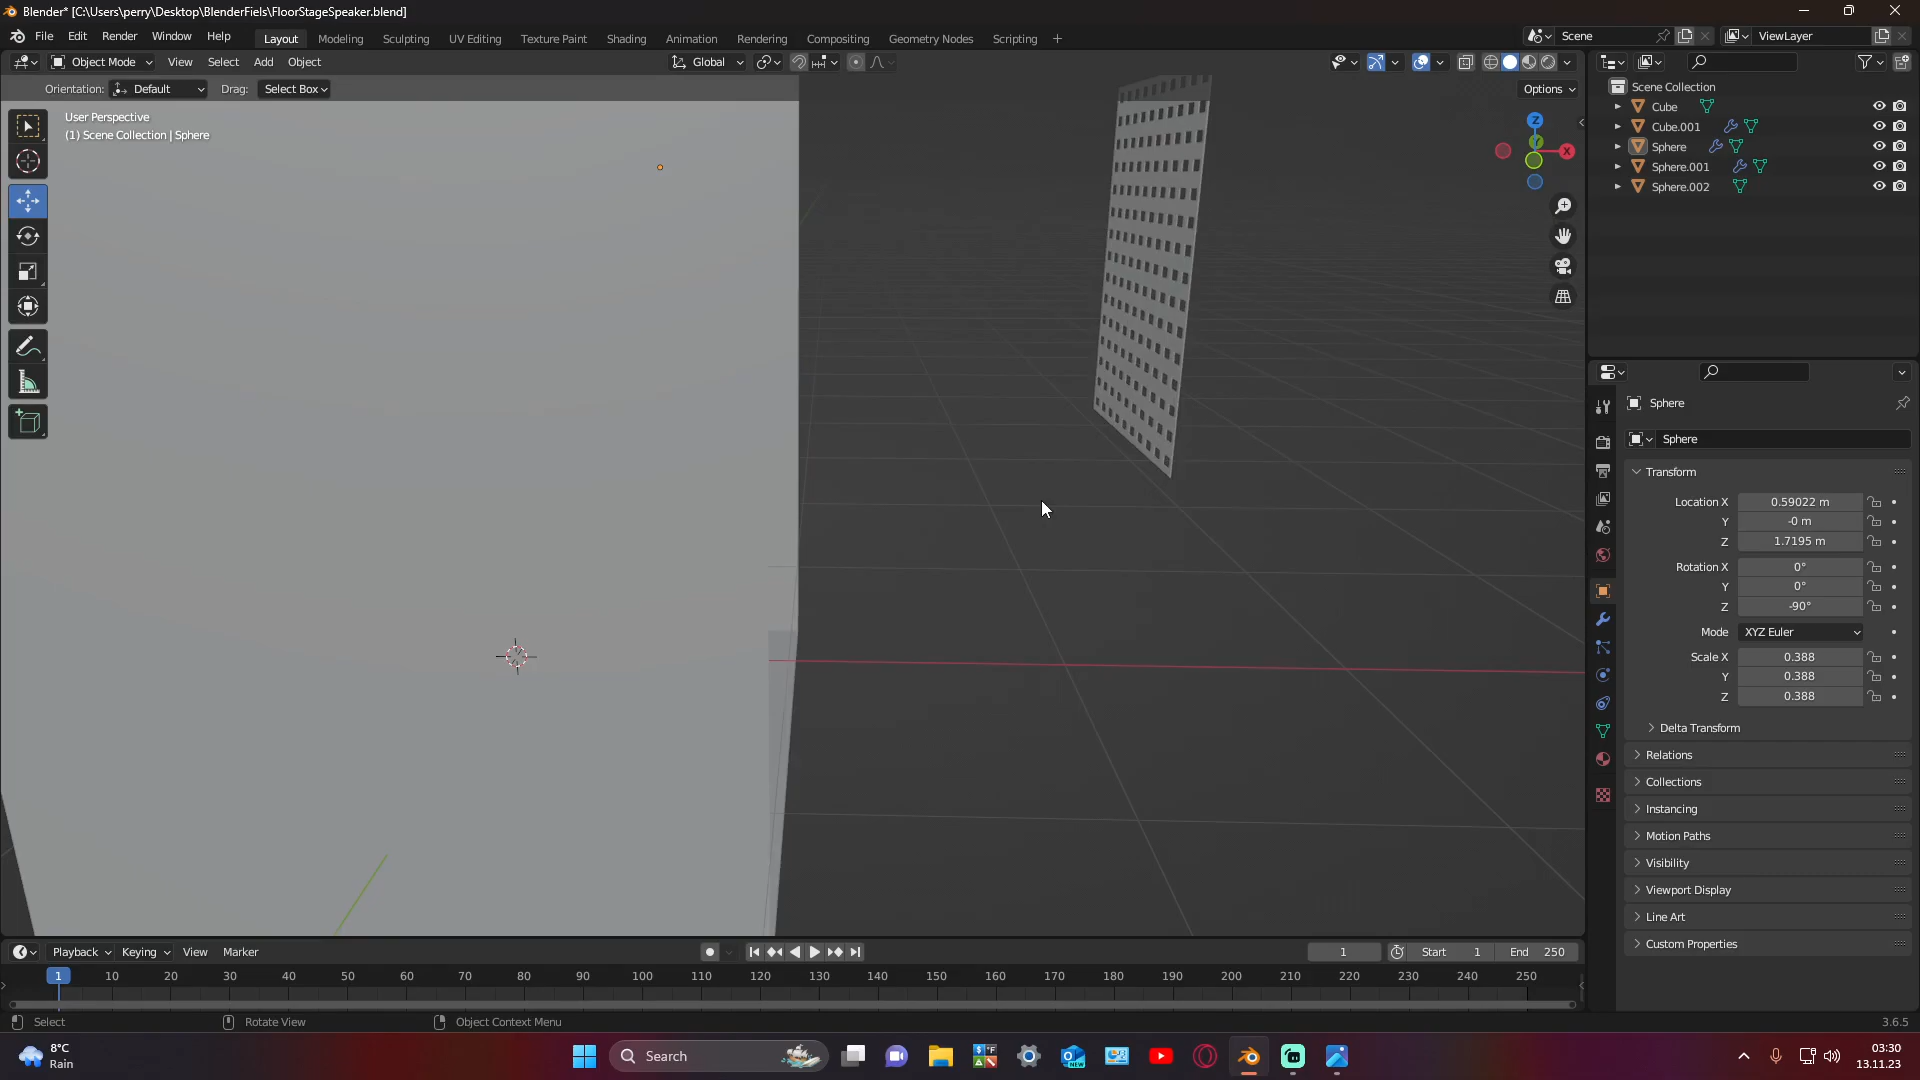 Blender* [C:\Users\perry\Desktop\BlenderFiels\FloorStageSpeaker.blend]
File Edit Render Window Help Layout Modeling Sculpting UV Editing Texture Paint Shading Animation Rendering Compositing Geometry Nodes Scripting Scene ViewLayer
Object Mode View Select Add Object Global
Orientation: Default Drag: Select Box Options
User Perspective
(1) Scene Collection | Sphere
Z
Y
X
Scene Collection
Cube
Cube.001
Sphere
Sphere.001
Sphere.002
Sphere
Sphere
Transform
Location X 0.59022 m
Y -0 m
Z 1.7195 m
Rotation X 0°
Y 0°
Z -90°
Mode XYZ Euler
Scale X 0.388
Y 0.388
Z 0.388
Delta Transform
Relations
Collections
Instancing
Motion Paths
Visibility
Viewport Display
Line Art
Custom Properties
Playback Keying View Marker 1 Start 1 End 250
1 10 20 30 40 50 60 70 80 90 100 110 120 130 140 150 160 170 180 190 200 210 220 230 240 250
Select Rotate View Object Context Menu 3.6.5
8°C
Rain
Search
NEW
03:30
13.11.23